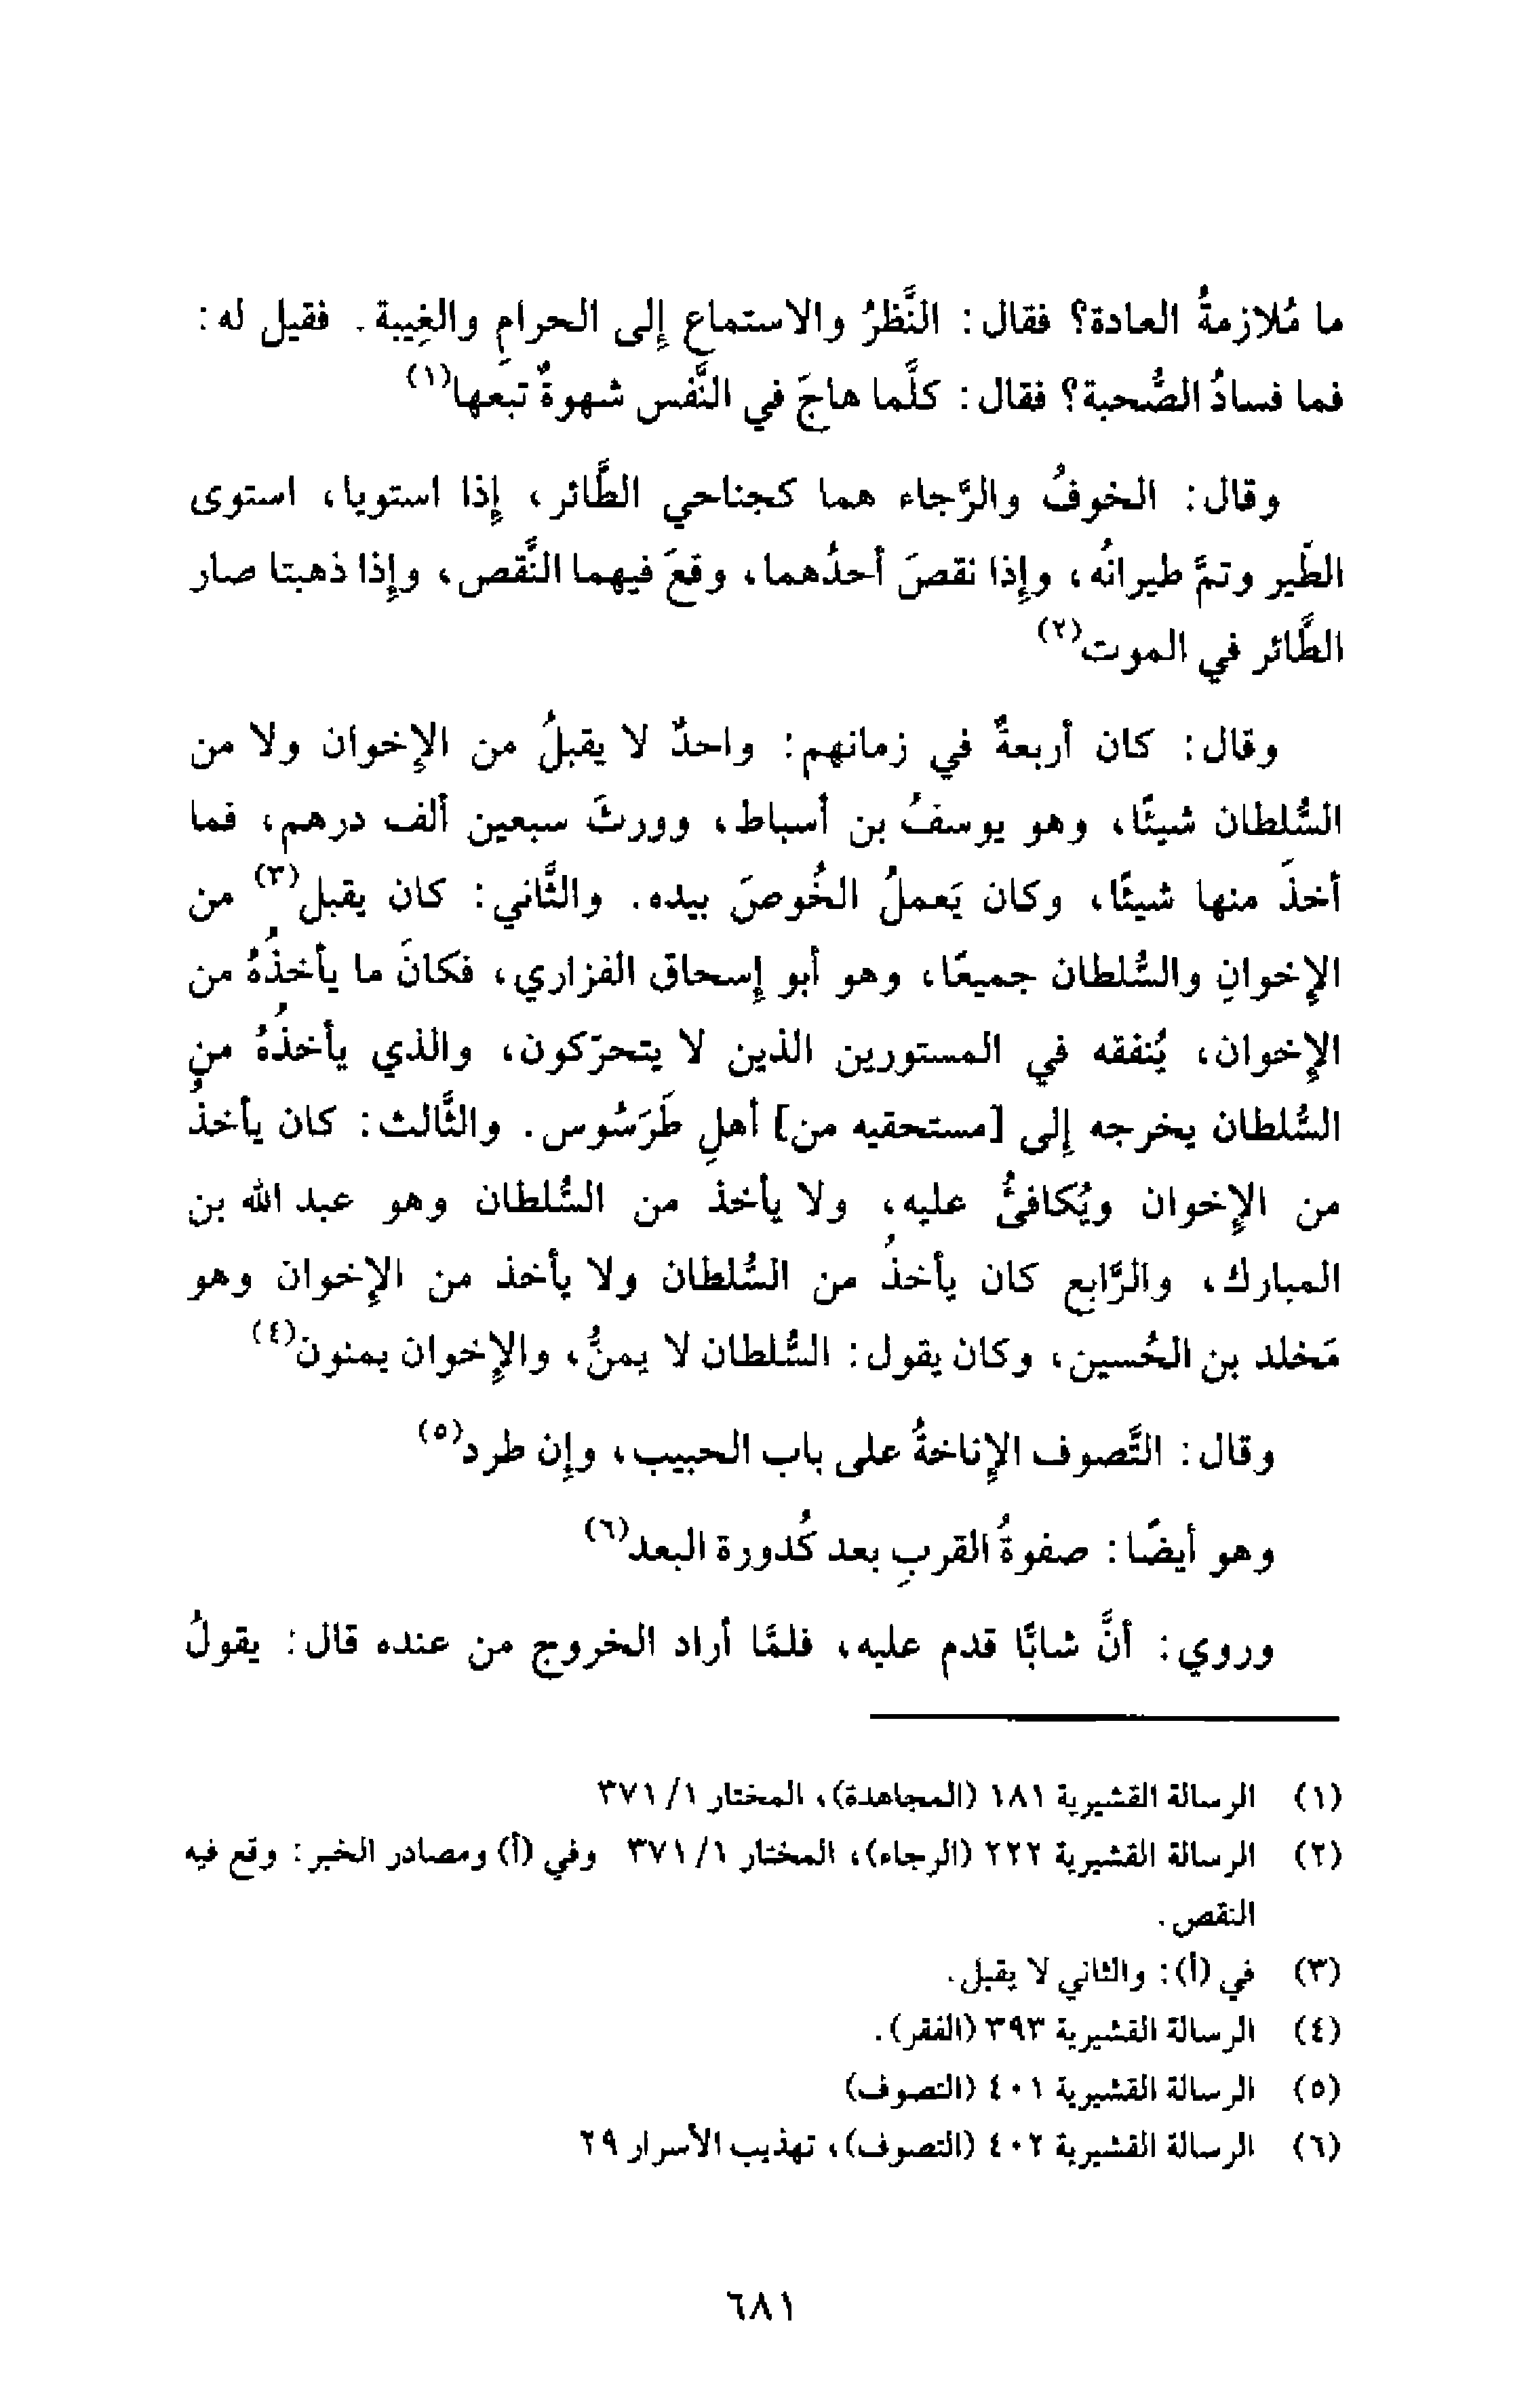 ما مُلازمةُ العادة؟ فقال: النَّظرُ والاستماع إلى الحرامِ والغِيبة. فقيل له:
فما فسادُ الصُّحبة؟ فقال: كلَّما هاجَ في النَّفس شهوةٌ تبعها(١)
وقال: الخوفُ والرَّجاء هما كجناحي الطَّائر، إذا استويا، استوى
الطَّير وتمَّ طيرانُه، وإذا نقصَ أحدُهما، وقعَ فيهما النَّقص، وإذا ذهبتا صار
الطَّائر في الموت(٢)
وقال: كان أربعةٌ في زمانهم: واحدٌ لا يقبلُ من الإخوان ولا من
السُّلطان شيئًا، وهو يوسفُ بن أسباط، وورثَ سبعين ألف درهم، فما
أخذَ منها شيئًا، وكان يَعملُ الخُوصَ بيده. والثَّاني: كان يقبل(٣) من
الإخوانِ والسُّلطان جميعًا، وهو أبو إسحاق الفزاري، فكانَ ما يأخذُهُ من
الإخوان، يُنفقه في المستورين الذين لا يتحرّكون، والذي يأخذُهُ من
السُّلطان يخرجه إلى [مستحقيه من] أهلِ طَرَسُوس. والثَّالث: كان يأخذُ
من الإخوان ويُكافئُ عليه، ولا يأخذ من السُّلطان وهو عبد الله بن
المبارك، والرَّابع كان يأخذُ من السُّلطان ولا يأخذ من الإخوان وهو
مَخلد بن الحُسين، وكان يقول: السُّلطان لا يمنُّ، والإخوان يمنون(٤)
وقال: التَّصوف الإناخةُ على باب الحبيب، وإن طرد(٥)
وهو أيضًا: صفوةُ القربِ بعد كُدورة البعد(٦)
وروي: أنَّ شابًّا قدم عليه، فلمَّا أراد الخروج من عنده قال: يقولُ
(١) الرسالة القشيرية ١٨١ (المجاهدة)، المختار ١/ ٣٧١
(٢) الرسالة القشيرية ٢٢٢ (الرجاء)، المختار ١/ ٣٧١ وفي (أ) ومصادر الخبر: وقع فيه
النقص.
(٣) في (أ): والثاني لا يقبل.
(٤) الرسالة القشيرية ٣٩٣ (الفقر).
(٥) الرسالة القشيرية ٤٠١ (التصوف)
(٦) الرسالة القشيرية ٤٠٢ (التصوف)، تهذيب الأسرار ٢٩
٦٨١